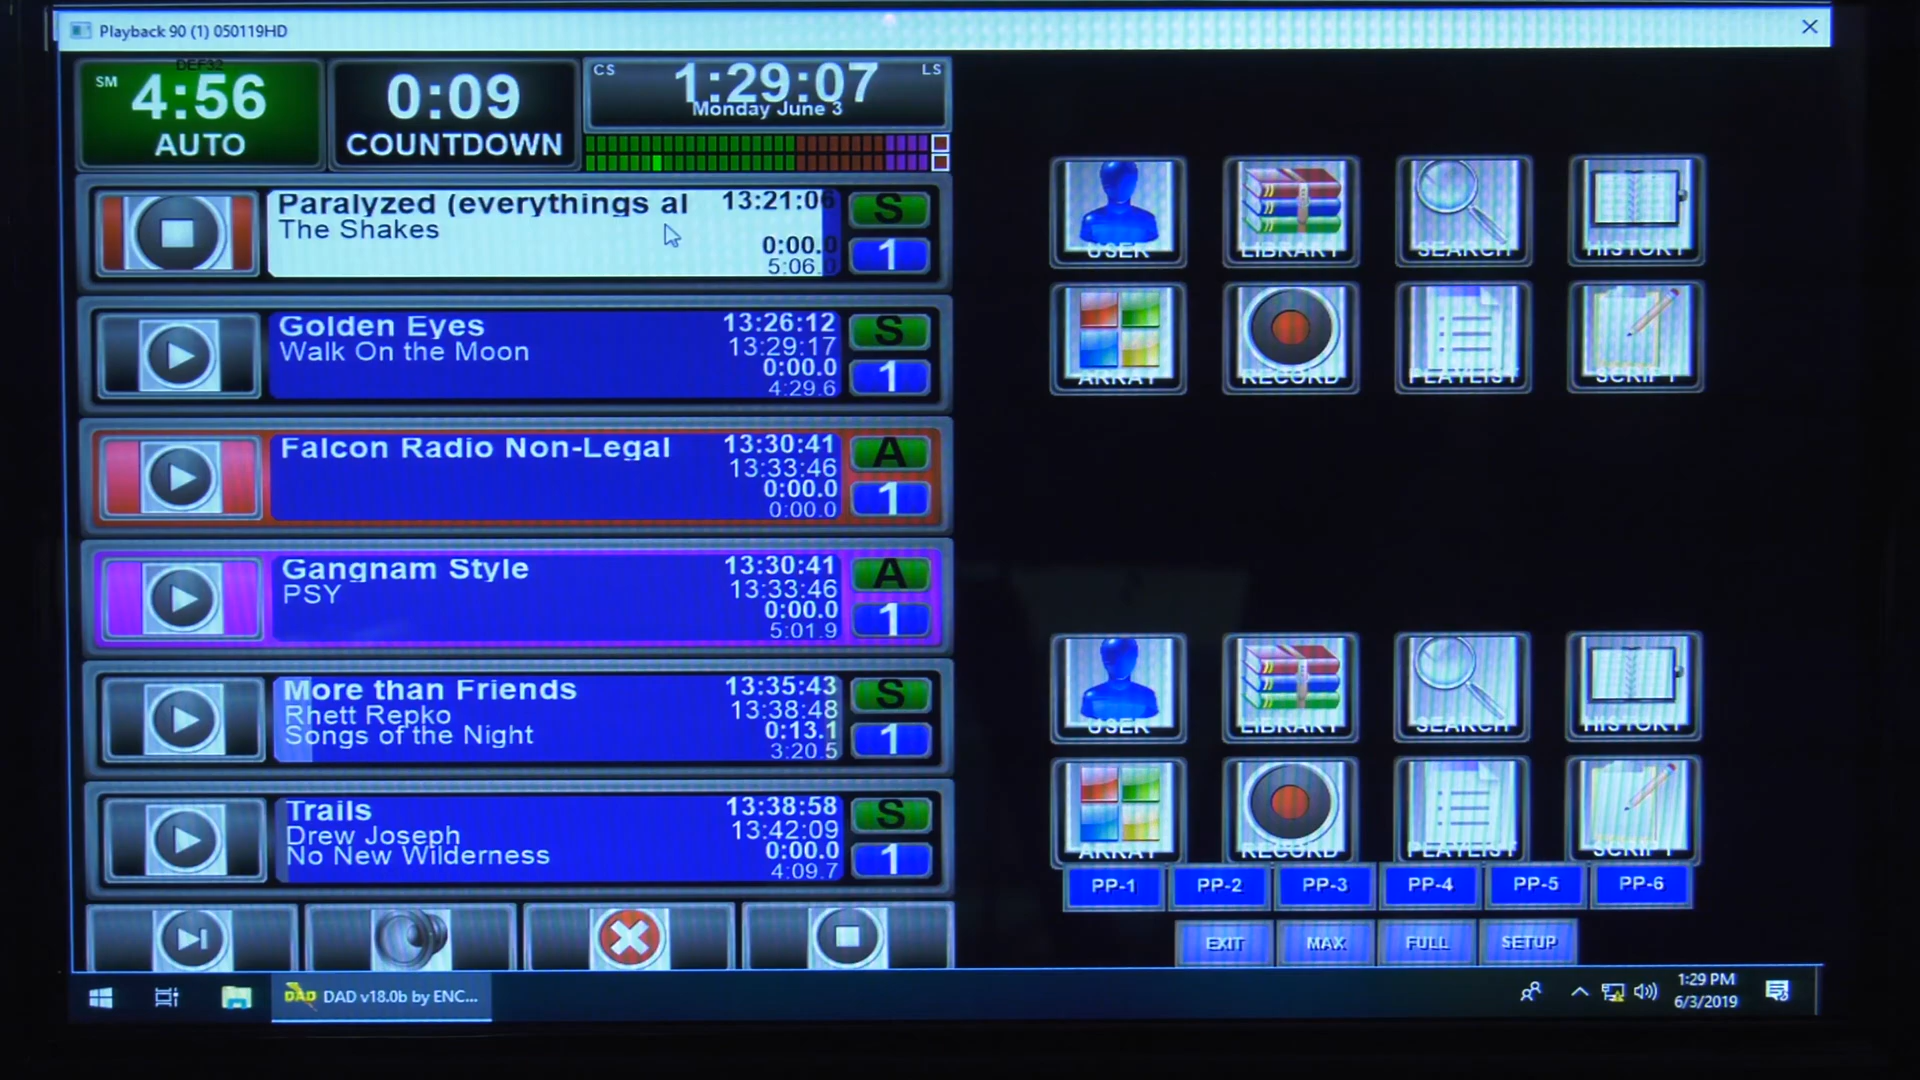 Playback 90 (1) 050119HD
DEF32
SM
4:56
AUTO
0:09
COUNTDOWN
CS
1:29:07
LS
Monday June 3
Paralyzed (everythings al
13:21:06
S
The Shakes
0:00.0
1
5:06.0
Golden Eyes
13:26:12
S
Walk On the Moon
13:29:17
0:00.0
1
4:29.6
Falcon Radio Non-Legal
13:30:41
A
13:33:46
0:00.0
1
0:00.0
Gangnam Style
13:30:41
A
PSY
13:33:46
0:00.0
1
5:01.9
More than Friends
13:35:43
S
Rhett Repko
13:38:48
Songs of the Night
0:13.1
1
3:20.5
Trails
13:38:58
S
Drew Joseph
13:42:09
No New Wilderness
0:00.0
1
4:09.7
USER
LIBRARY
SEARCH
HISTORY
ARRAY
RECORD
PLAYLIST
SCRIPT
USER
LIBRARY
SEARCH
HISTORY
ARRAY
RECORD
PLAYLIST
SCRIPT
PP-1
PP-2
PP-3
PP-4
PP-5
PP-6
EXIT
MAX
FULL
SETUP
DAD
DAD v18.0b by ENC...
1:29 PM
6/3/2019